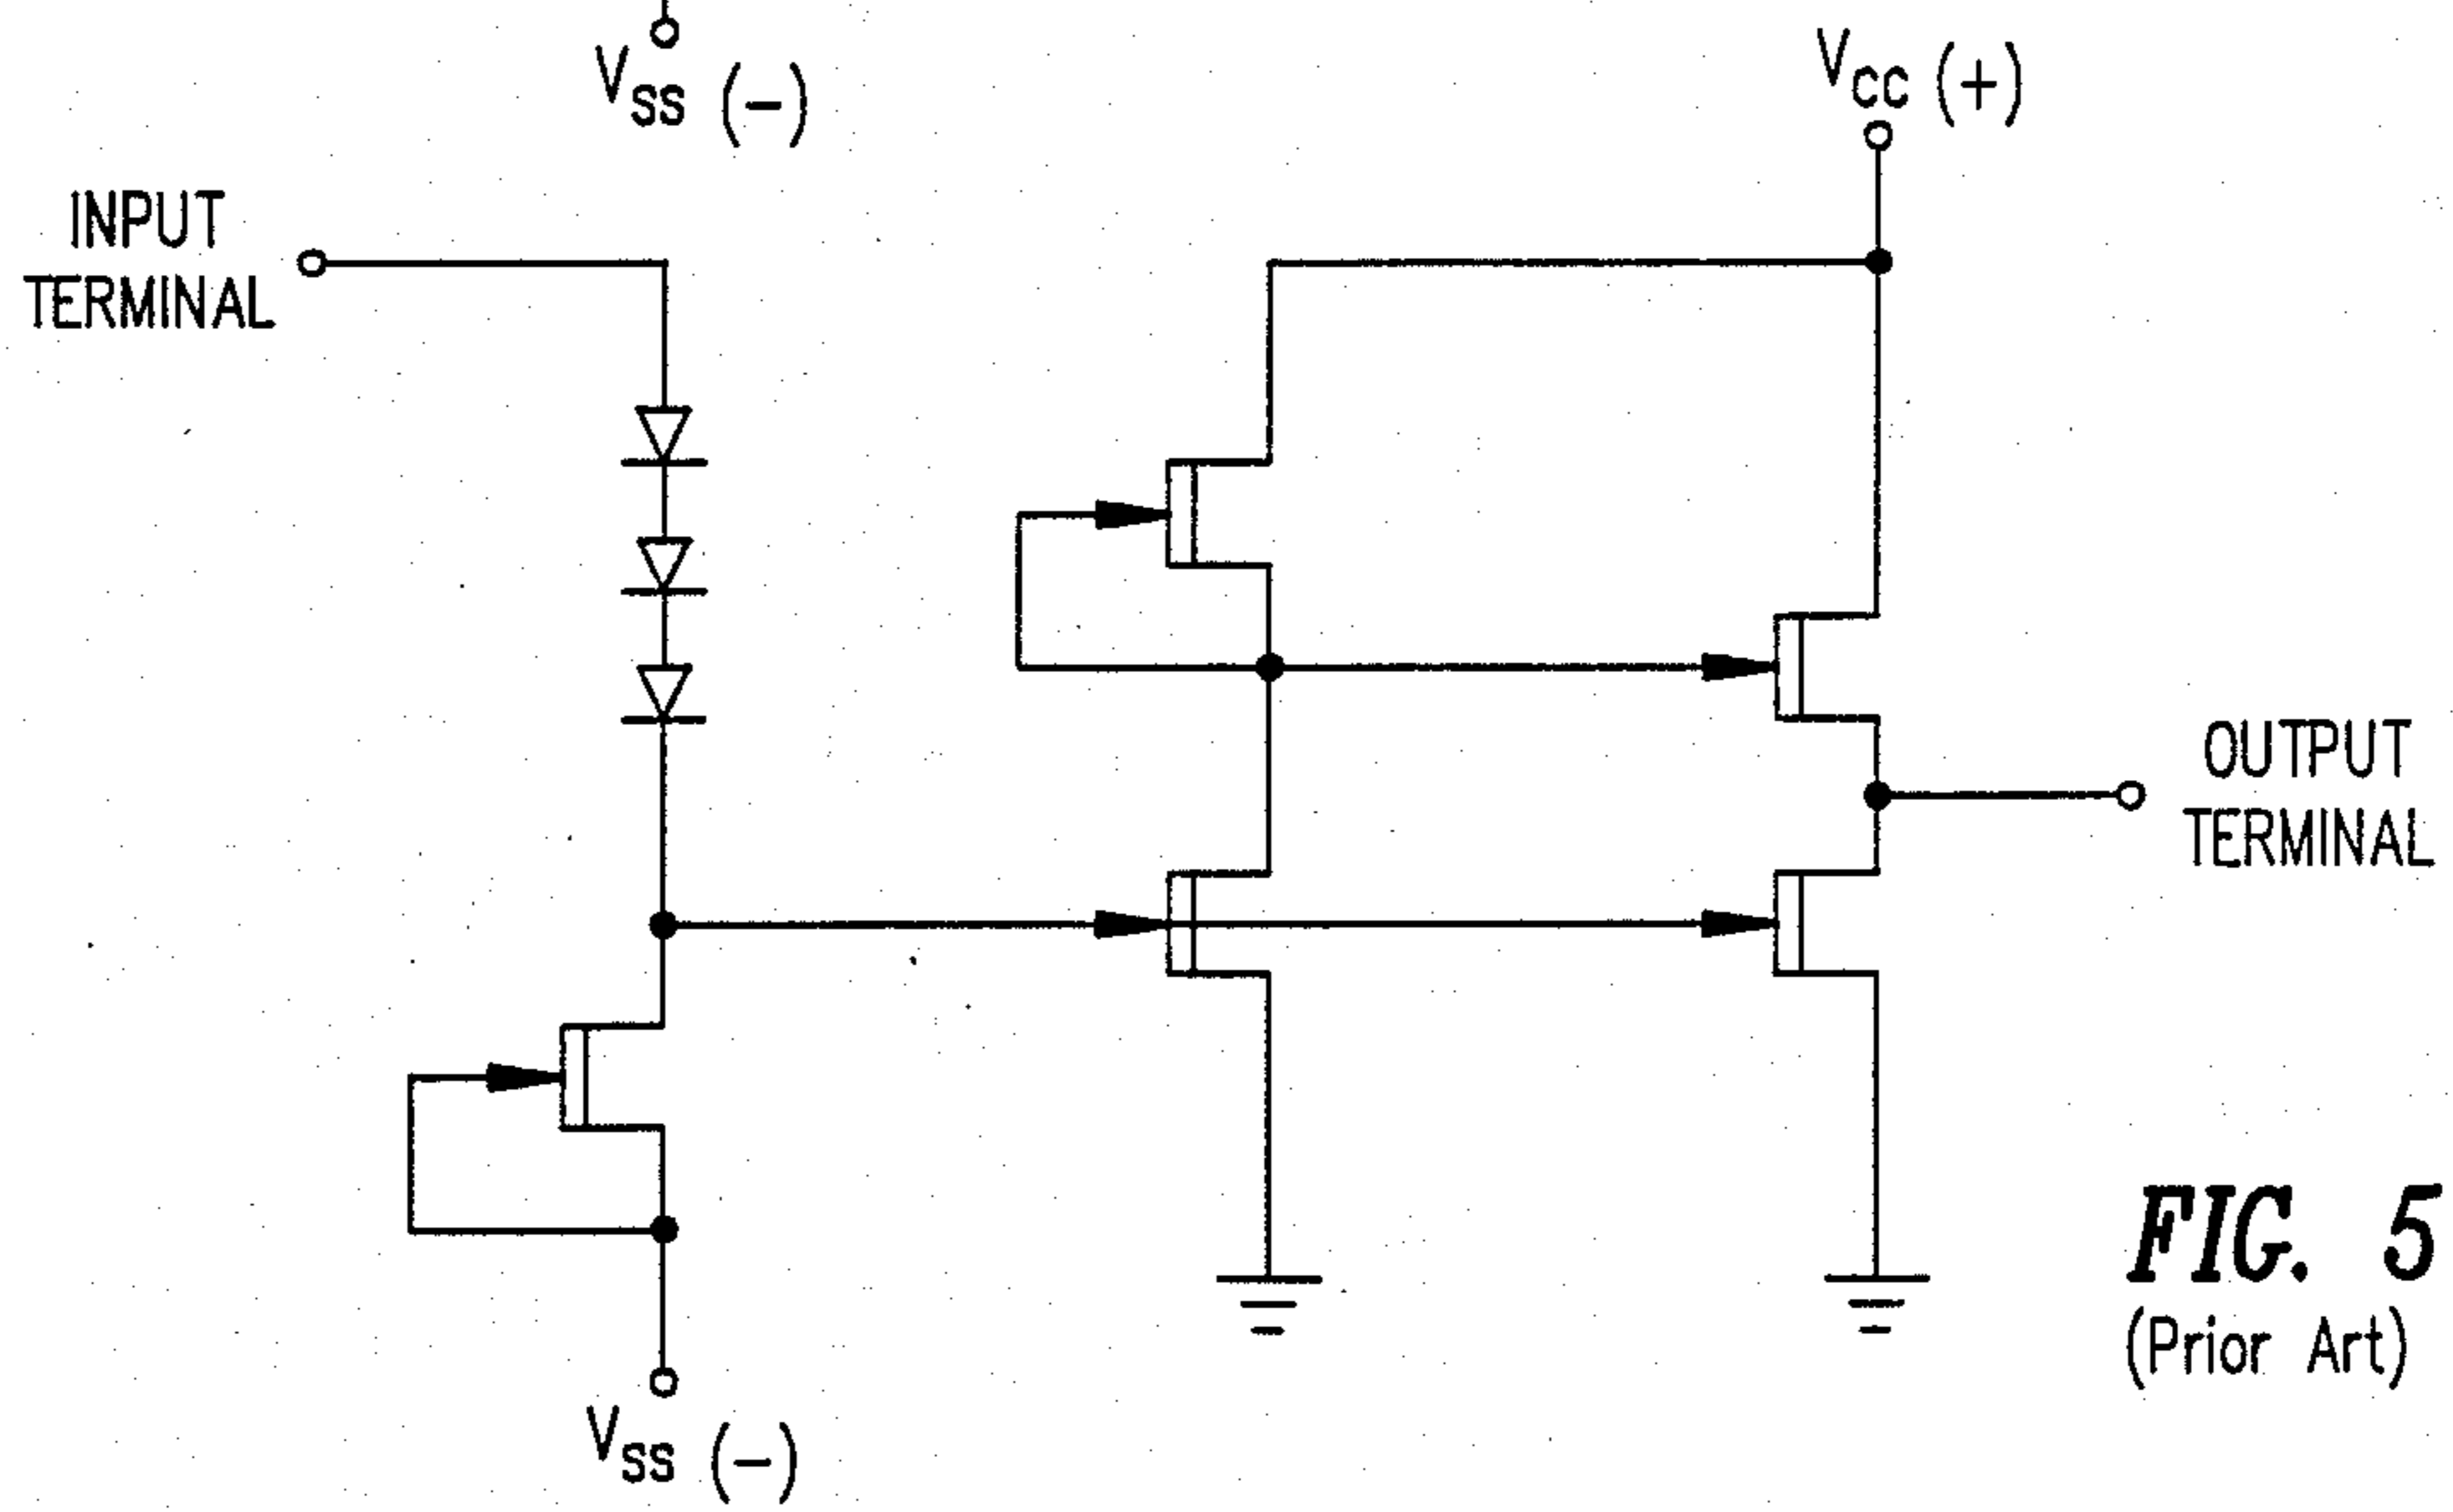 VSS (-)
VCC (+)
INPUT
TERMINAL
OUTPUT
TERMINAL
VSS (-)
FIG. 5
(Prior Art)